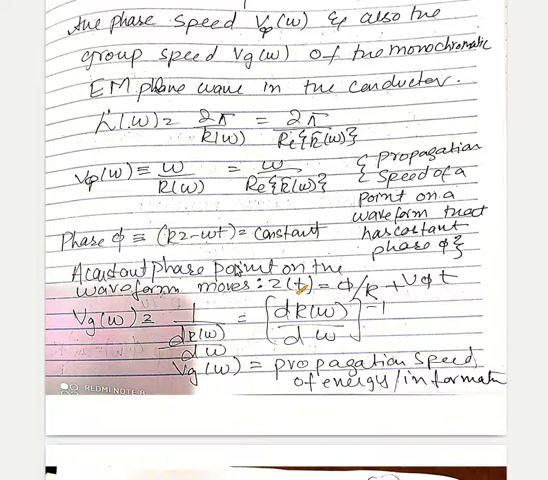 the phase speed Vφ(ω) & also the
group speed Vg(ω) of the monochromatic
EM plane wave in the conductor.
λ(ω) = 2π/k(ω) = 2π/Re{k̃(ω)}
Vφ(ω) ≡ ω/k(ω) = ω/Re{k̃(ω)} { Propagation
speed of a
point on a
waveform that
has costant
phase φ}
Phase φ ≡ (kz-ωt) = constant
A constant phase point on the
waveform moves: z(t) = φ/k + Vφt
Vg(ω) = 1/(dk(ω)/dω) = [dk(ω)/dω]⁻¹
Vg(ω) = propagation speed
of energy/informatn
REDMI NOTE 8